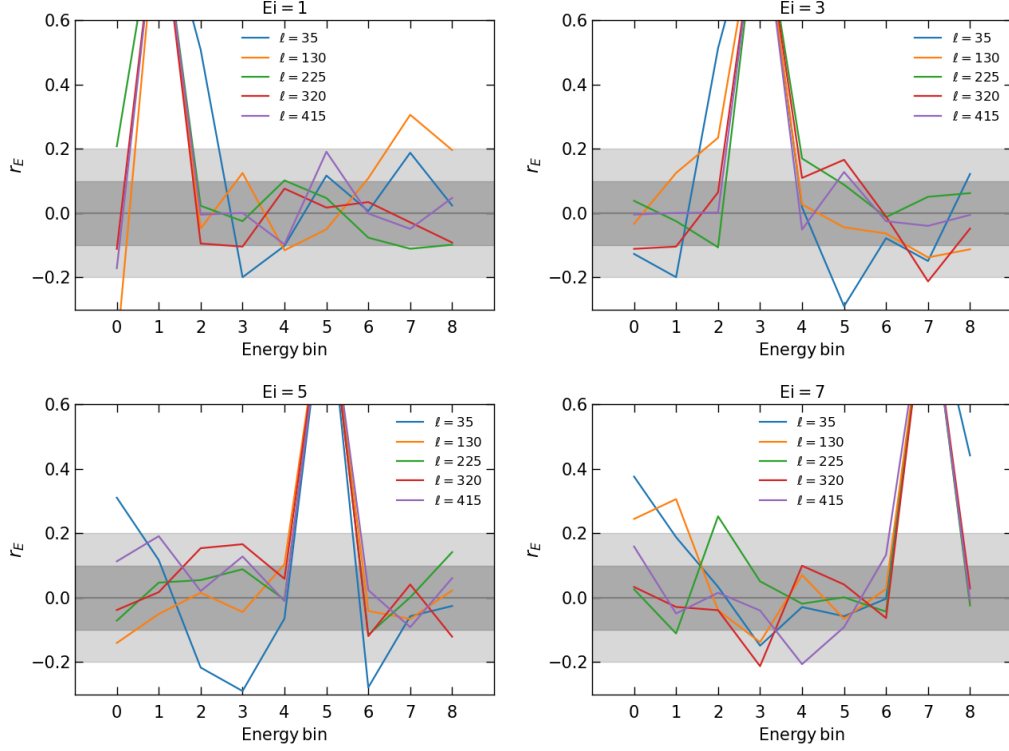 Ei = 1
0.6
0.4
0.2
0.0
−0.2
rE
ℓ = 35
ℓ = 130
ℓ = 225
ℓ = 320
ℓ = 415
0 1 2 3 4 5 6 7 8
Energy bin
Ei = 3
0.6
0.4
0.2
0.0
−0.2
rE
ℓ = 35
ℓ = 130
ℓ = 225
ℓ = 320
ℓ = 415
0 1 2 3 4 5 6 7 8
Energy bin
Ei = 5
0.6
0.4
0.2
0.0
−0.2
rE
ℓ = 35
ℓ = 130
ℓ = 225
ℓ = 320
ℓ = 415
0 1 2 3 4 5 6 7 8
Energy bin
Ei = 7
0.6
0.4
0.2
0.0
−0.2
rE
ℓ = 35
ℓ = 130
ℓ = 225
ℓ = 320
ℓ = 415
0 1 2 3 4 5 6 7 8
Energy bin